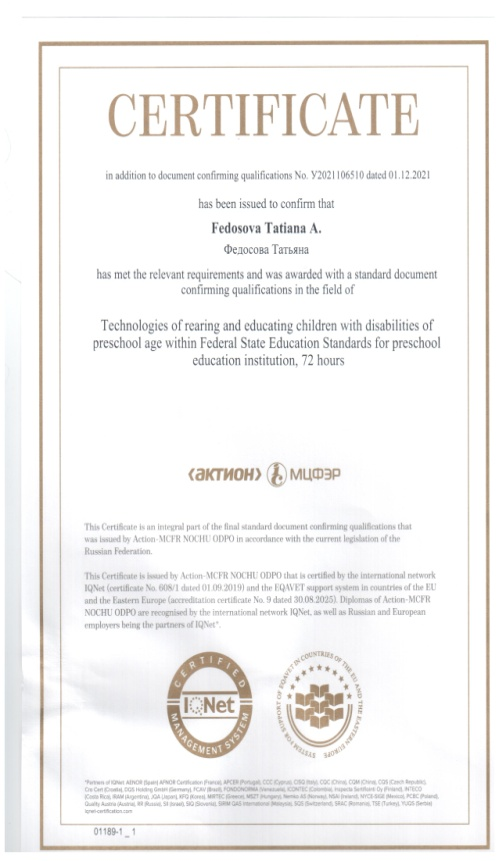 CERTIFICATE
in addition to document confirming qualifications No. У2021106510 dated 01.12.2021
has been issued to confirm that
Fedosova Tatiana A.
Федосова Татьяна
has met the relevant requirements and was awarded with a standard document
confirming qualifications in the field of
Technologies of rearing and educating children with disabilities of
preschool age within Federal State Education Standards for preschool
education institution, 72 hours
‹актион› МЦФЭР
This Certificate is an integral part of the final standard document confirming qualifications that
was issued by Action-MCFR NOCHU ODPO in accordance with the current legislation of the
Russian Federation.
This Certificate is issued by Action-MCFR NOCHU ODPO that is certified by the international network
IQNet (certificate No. 608/1 dated 01.09.2019) and the EQAVET support system in countries of the EU
and the Eastern Europe (accreditation certificate No. 9 dated 30.08.2025). Diplomas of Action-MCFR
NOCHU ODPO are recognised by the international network IQNet, as well as Russian and European
employers being the partners of IQNet*.
CERTIFIED
IQNet
MANAGEMENT SYSTEM
SYSTEM FOR SUPPORT OF EQAVET IN COUNTRIES OF THE EU AND THE EASTERN EUROPE
*Partners of IQNet: AENOR (Spain) AFNOR Certification (France), APCER (Portugal), CCC (Cyprus), CISQ (Italy), CQC (China), CQM (China), CQS (Czech Republic),
Cro Cert (Croatia), DQS Holding Gmbh (Germany), FCAV (Brazil), FONDONORMA (Venezuela), ICONTEC (Colombia), Inspecta Sertifiointi Oy (Finland), INTECO
(Costa Rica), IRAM (Argentina), JQA (Japan), KFQ (Korea), MIRTEC (Greece), MSZT (Hungary), Nemko AS (Norway), NSAI (Ireland), NYCE-SIGE (Mexico), PCBC (Poland),
Quality Austria (Austria), RR (Russia), SII (Israel), SIQ (Slovenia), SIRIM QAS International (Malaysia), SQS (Switzerland), SRAC (Romania), TSE (Turkey), YUQS (Serbia)
iqnet-certification.com
01189-1 _ 1